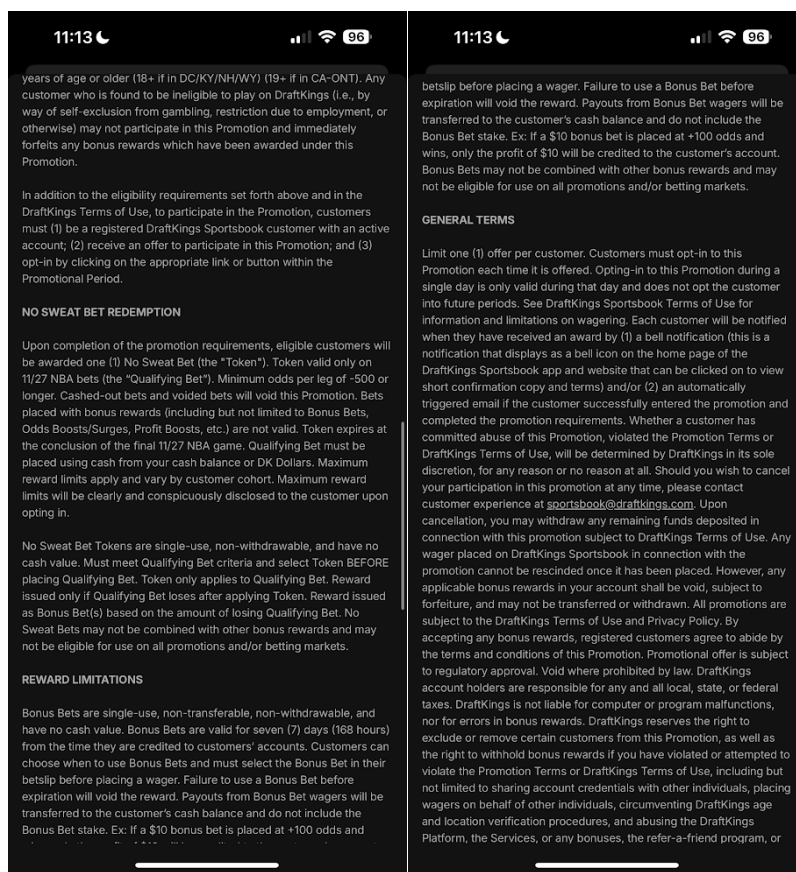 11:13
96
years of age or older (18+ if in DC/KY/NH/WY) (19+ if in CA-ONT). Any
customer who is found to be ineligible to play on DraftKings (i.e., by
way of self-exclusion from gambling, restriction due to employment, or
otherwise) may not participate in this Promotion and immediately
forfeits any bonus rewards which have been awarded under this
Promotion.
In addition to the eligibility requirements set forth above and in the
DraftKings Terms of Use, to participate in the Promotion, customers
must (1) be a registered DraftKings Sportsbook customer with an active
account; (2) receive an offer to participate in this Promotion; and (3)
opt-in by clicking on the appropriate link or button within the
Promotional Period.
NO SWEAT BET REDEMPTION
Upon completion of the promotion requirements, eligible customers will
be awarded one (1) No Sweat Bet (the "Token"). Token valid only on
11/27 NBA bets (the “Qualifying Bet”). Minimum odds per leg of -500 or
longer. Cashed-out bets and voided bets will void this Promotion. Bets
placed with bonus rewards (including but not limited to Bonus Bets,
Odds Boosts/Surges, Profit Boosts, etc.) are not valid. Token expires at
the conclusion of the final 11/27 NBA game. Qualifying Bet must be
placed using cash from your cash balance or DK Dollars. Maximum
reward limits apply and vary by customer cohort. Maximum reward
limits will be clearly and conspicuously disclosed to the customer upon
opting in.
No Sweat Bet Tokens are single-use, non-withdrawable, and have no
cash value. Must meet Qualifying Bet criteria and select Token BEFORE
placing Qualifying Bet. Token only applies to Qualifying Bet. Reward
issued only if Qualifying Bet loses after applying Token. Reward issued
as Bonus Bet(s) based on the amount of losing Qualifying Bet. No
Sweat Bets may not be combined with other bonus rewards and may
not be eligible for use on all promotions and/or betting markets.
REWARD LIMITATIONS
Bonus Bets are single-use, non-transferable, non-withdrawable, and
have no cash value. Bonus Bets are valid for seven (7) days (168 hours)
from the time they are credited to customers’ accounts. Customers can
choose when to use Bonus Bets and must select the Bonus Bet in their
betslip before placing a wager. Failure to use a Bonus Bet before
expiration will void the reward. Payouts from Bonus Bet wagers will be
transferred to the customer’s cash balance and do not include the
Bonus Bet stake. Ex: If a $10 bonus bet is placed at +100 odds and
11:13
96
betslip before placing a wager. Failure to use a Bonus Bet before
expiration will void the reward. Payouts from Bonus Bet wagers will be
transferred to the customer’s cash balance and do not include the
Bonus Bet stake. Ex: If a $10 bonus bet is placed at +100 odds and
wins, only the profit of $10 will be credited to the customer’s account.
Bonus Bets may not be combined with other bonus rewards and may
not be eligible for use on all promotions and/or betting markets.
GENERAL TERMS
Limit one (1) offer per customer. Customers must opt-in to this
Promotion each time it is offered. Opting-in to this Promotion during a
single day is only valid during that day and does not opt the customer
into future periods. See DraftKings Sportsbook Terms of Use for
information and limitations on wagering. Each customer will be notified
when they have received an award by (1) a bell notification (this is a
notification that displays as a bell icon on the home page of the
DraftKings Sportsbook app and website that can be clicked on to view
short confirmation copy and terms) and/or (2) an automatically
triggered email if the customer successfully entered the promotion and
completed the promotion requirements. Whether a customer has
committed abuse of this Promotion, violated the Promotion Terms or
DraftKings Terms of Use, will be determined by DraftKings in its sole
discretion, for any reason or no reason at all. Should you wish to cancel
your participation in this promotion at any time, please contact
customer experience at sportsbook@draftkings.com. Upon
cancellation, you may withdraw any remaining funds deposited in
connection with this promotion subject to DraftKings Terms of Use. Any
wager placed on DraftKings Sportsbook in connection with the
promotion cannot be rescinded once it has been placed. However, any
applicable bonus rewards in your account shall be void, subject to
forfeiture, and may not be transferred or withdrawn. All promotions are
subject to the DraftKings Terms of Use and Privacy Policy. By
accepting any bonus rewards, registered customers agree to abide by
the terms and conditions of this Promotion. Promotional offer is subject
to regulatory approval. Void where prohibited by law. DraftKings
account holders are responsible for any and all local, state, or federal
taxes. DraftKings is not liable for computer or program malfunctions,
nor for errors in bonus rewards. DraftKings reserves the right to
exclude or remove certain customers from this Promotion, as well as
the right to withhold bonus rewards if you have violated or attempted to
violate the Promotion Terms or DraftKings Terms of Use, including but
not limited to sharing account credentials with other individuals, placing
wagers on behalf of other individuals, circumventing DraftKings age
and location verification procedures, and abusing the DraftKings
Platform, the Services, or any bonuses, the refer-a-friend program, or